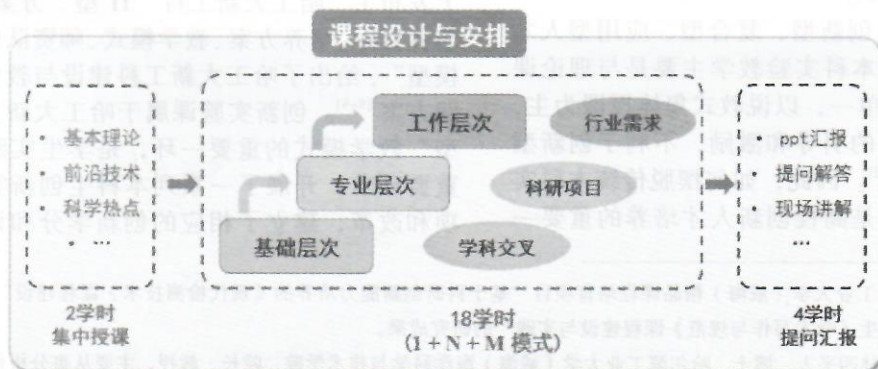 课程设计与安排
• 基本理论
• 前沿技术
• 科学热点
• …
2学时
集中授课
工作层次
专业层次
基础层次
行业需求
科研项目
学科交叉
18学时
(1+N+M 模式)
• ppt汇报
• 提问解答
• 现场讲解
…
4学时
提问汇报